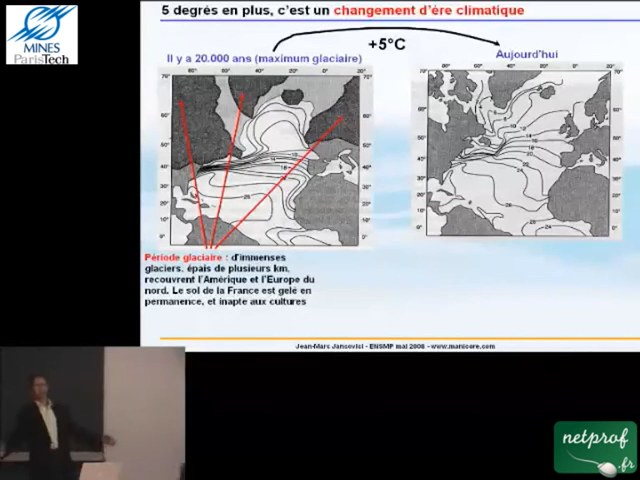 5 degrés en plus, c'est un changement d'ère climatique
+5°C
Il y a 20.000 ans (maximum glaciaire)
Aujourd'hui
MINES
ParisTech
Période glaciaire : d'immenses
glaciers, épais de plusieurs km,
recouvrent l'Amérique et l'Europe du
nord. Le sol de la France est gelé en
permanence, et inapte aux cultures
Jean-Marc Jancovici - ENSMP mai 2008 - www.manicore.com
netprof
.fr